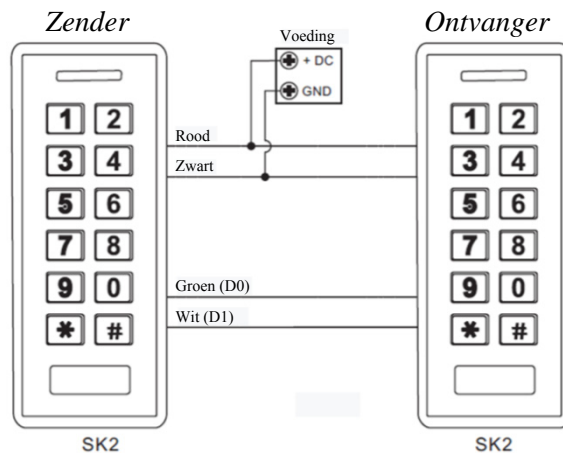 Zender
Ontvanger
Voeding
+ DC
GND
1 2
3 4
5 6
7 8
9 0
* #
SK2
Rood
Zwart
Groen (D0)
Wit (D1)
1 2
3 4
5 6
7 8
9 0
* #
SK2